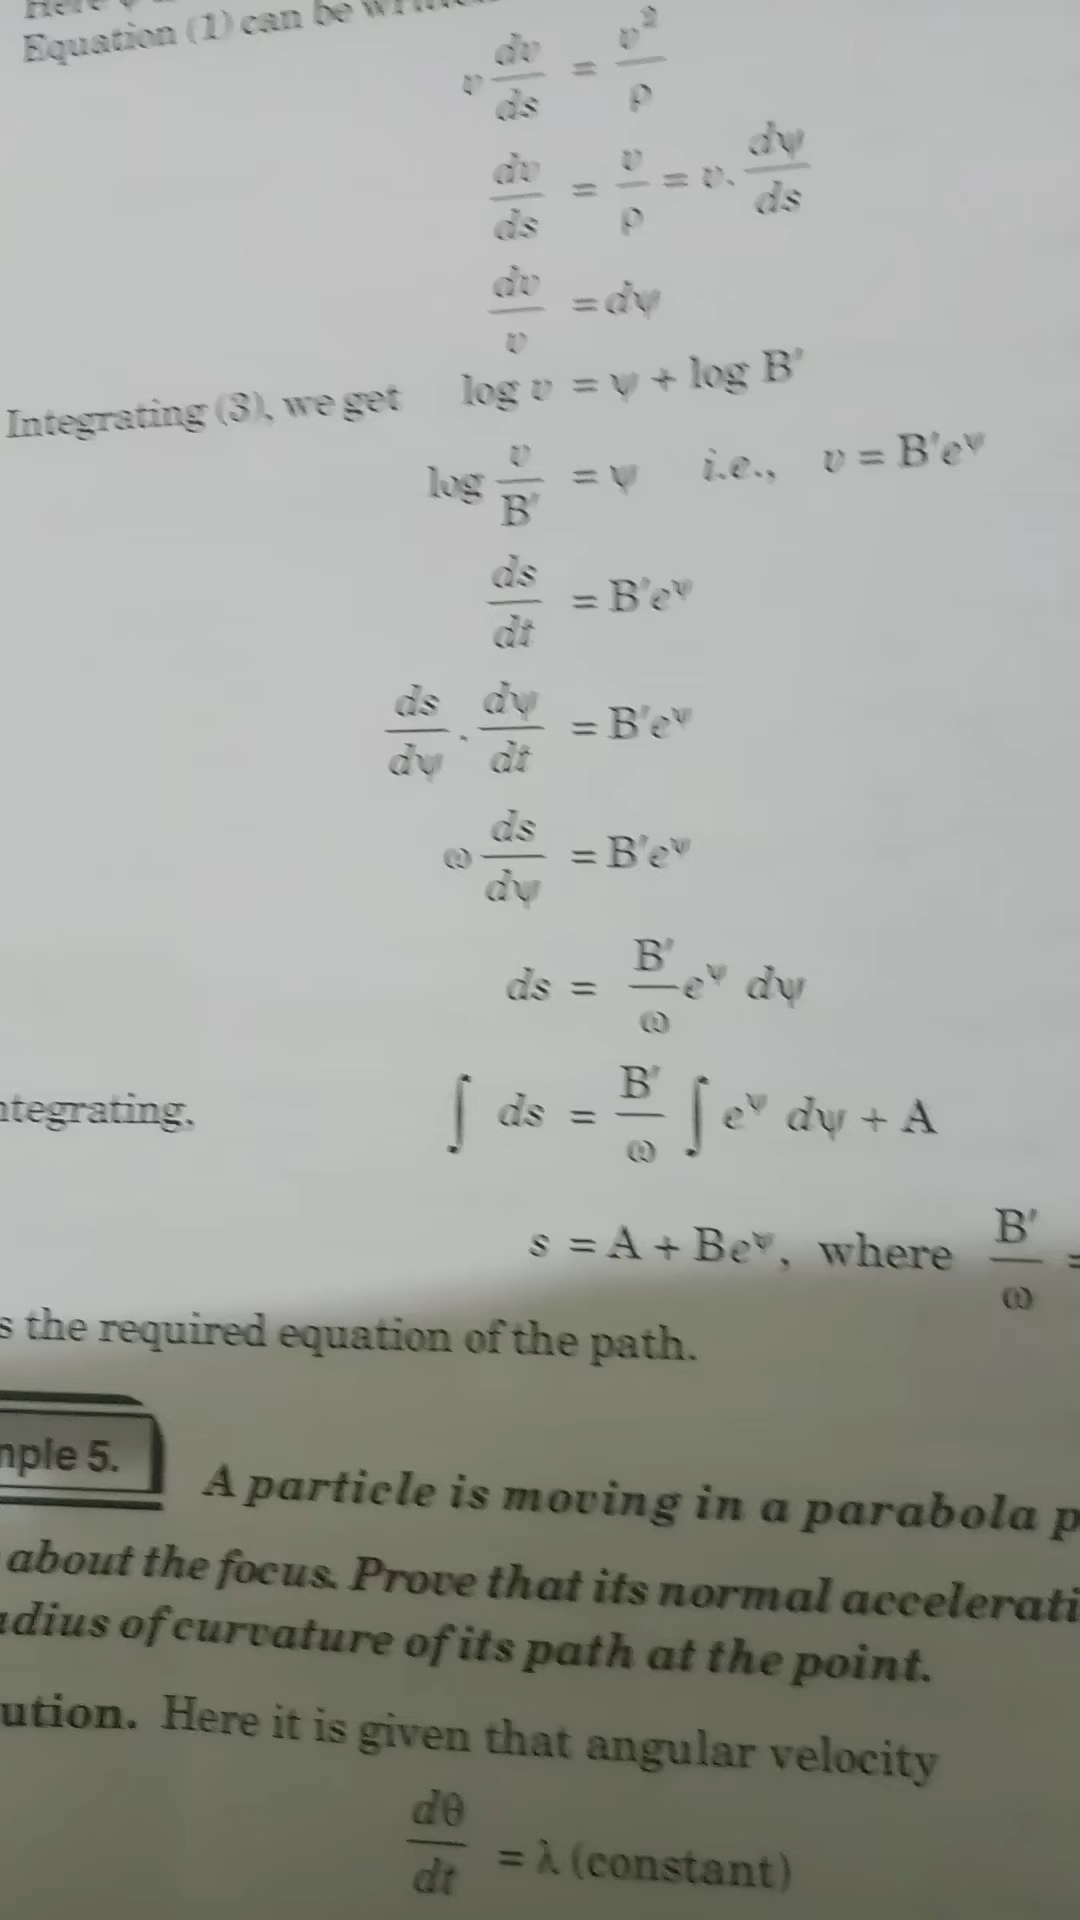 Equation (1) can be
v dv/ds = v²/ρ
dv/ds = v/ρ = v. dψ/ds
dv/v = dψ
Integrating (3), we get log v = ψ + log B'
log v/B' = ψ i.e., v = B'e^ψ
ds/dt = B'e^ψ
ds/dψ . dψ/dt = B'e^ψ
ω ds/dψ = B'e^ψ
ds = B'/ω e^ψ dψ
ntegrating, ∫ ds = B'/ω ∫ e^ψ dψ + A
s = A + Be^ψ, where B'/ω =
s the required equation of the path.
mple 5. A particle is moving in a parabola p
about the focus. Prove that its normal accelerati
adius of curvature of its path at the point.
ution. Here it is given that angular velocity
dθ/dt = λ (constant)